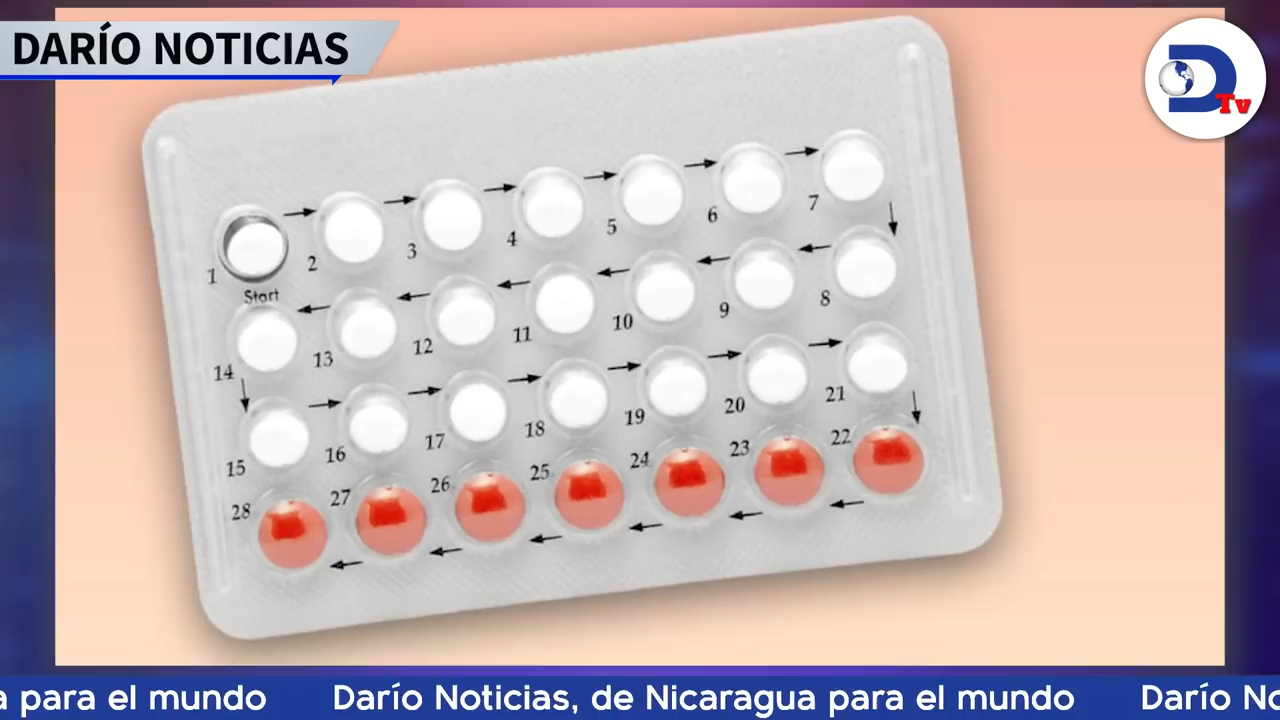 DARÍO NOTICIAS
D Tv
1 2 3 4 5 6 7
Start
14 13 12 11 10 9 8
15 16 17 18 19 20 21
28 27 26 25 24 23 22
a para el mundo Darío Noticias, de Nicaragua para el mundo Darío No